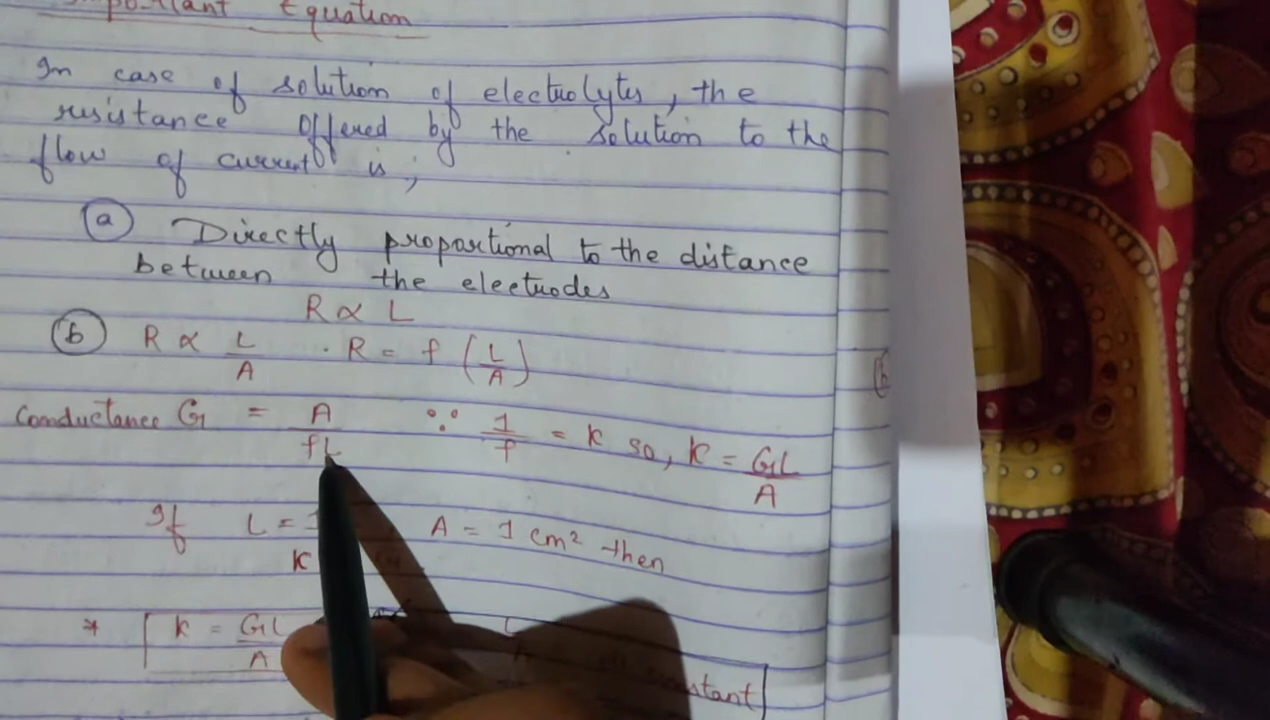 Important Equation
In case of solution of electrolytes, the
resistance offered by the solution to the
flow of current is;
(a) Directly proportional to the distance
between the electrodes
R ∝ L
(b) R ∝ L/A . R = f (L/A)
Conductance G = A/fL ∵ 1/f = K so, K = GL/A
If L = A = 1 cm² then
K
* K = GL/A